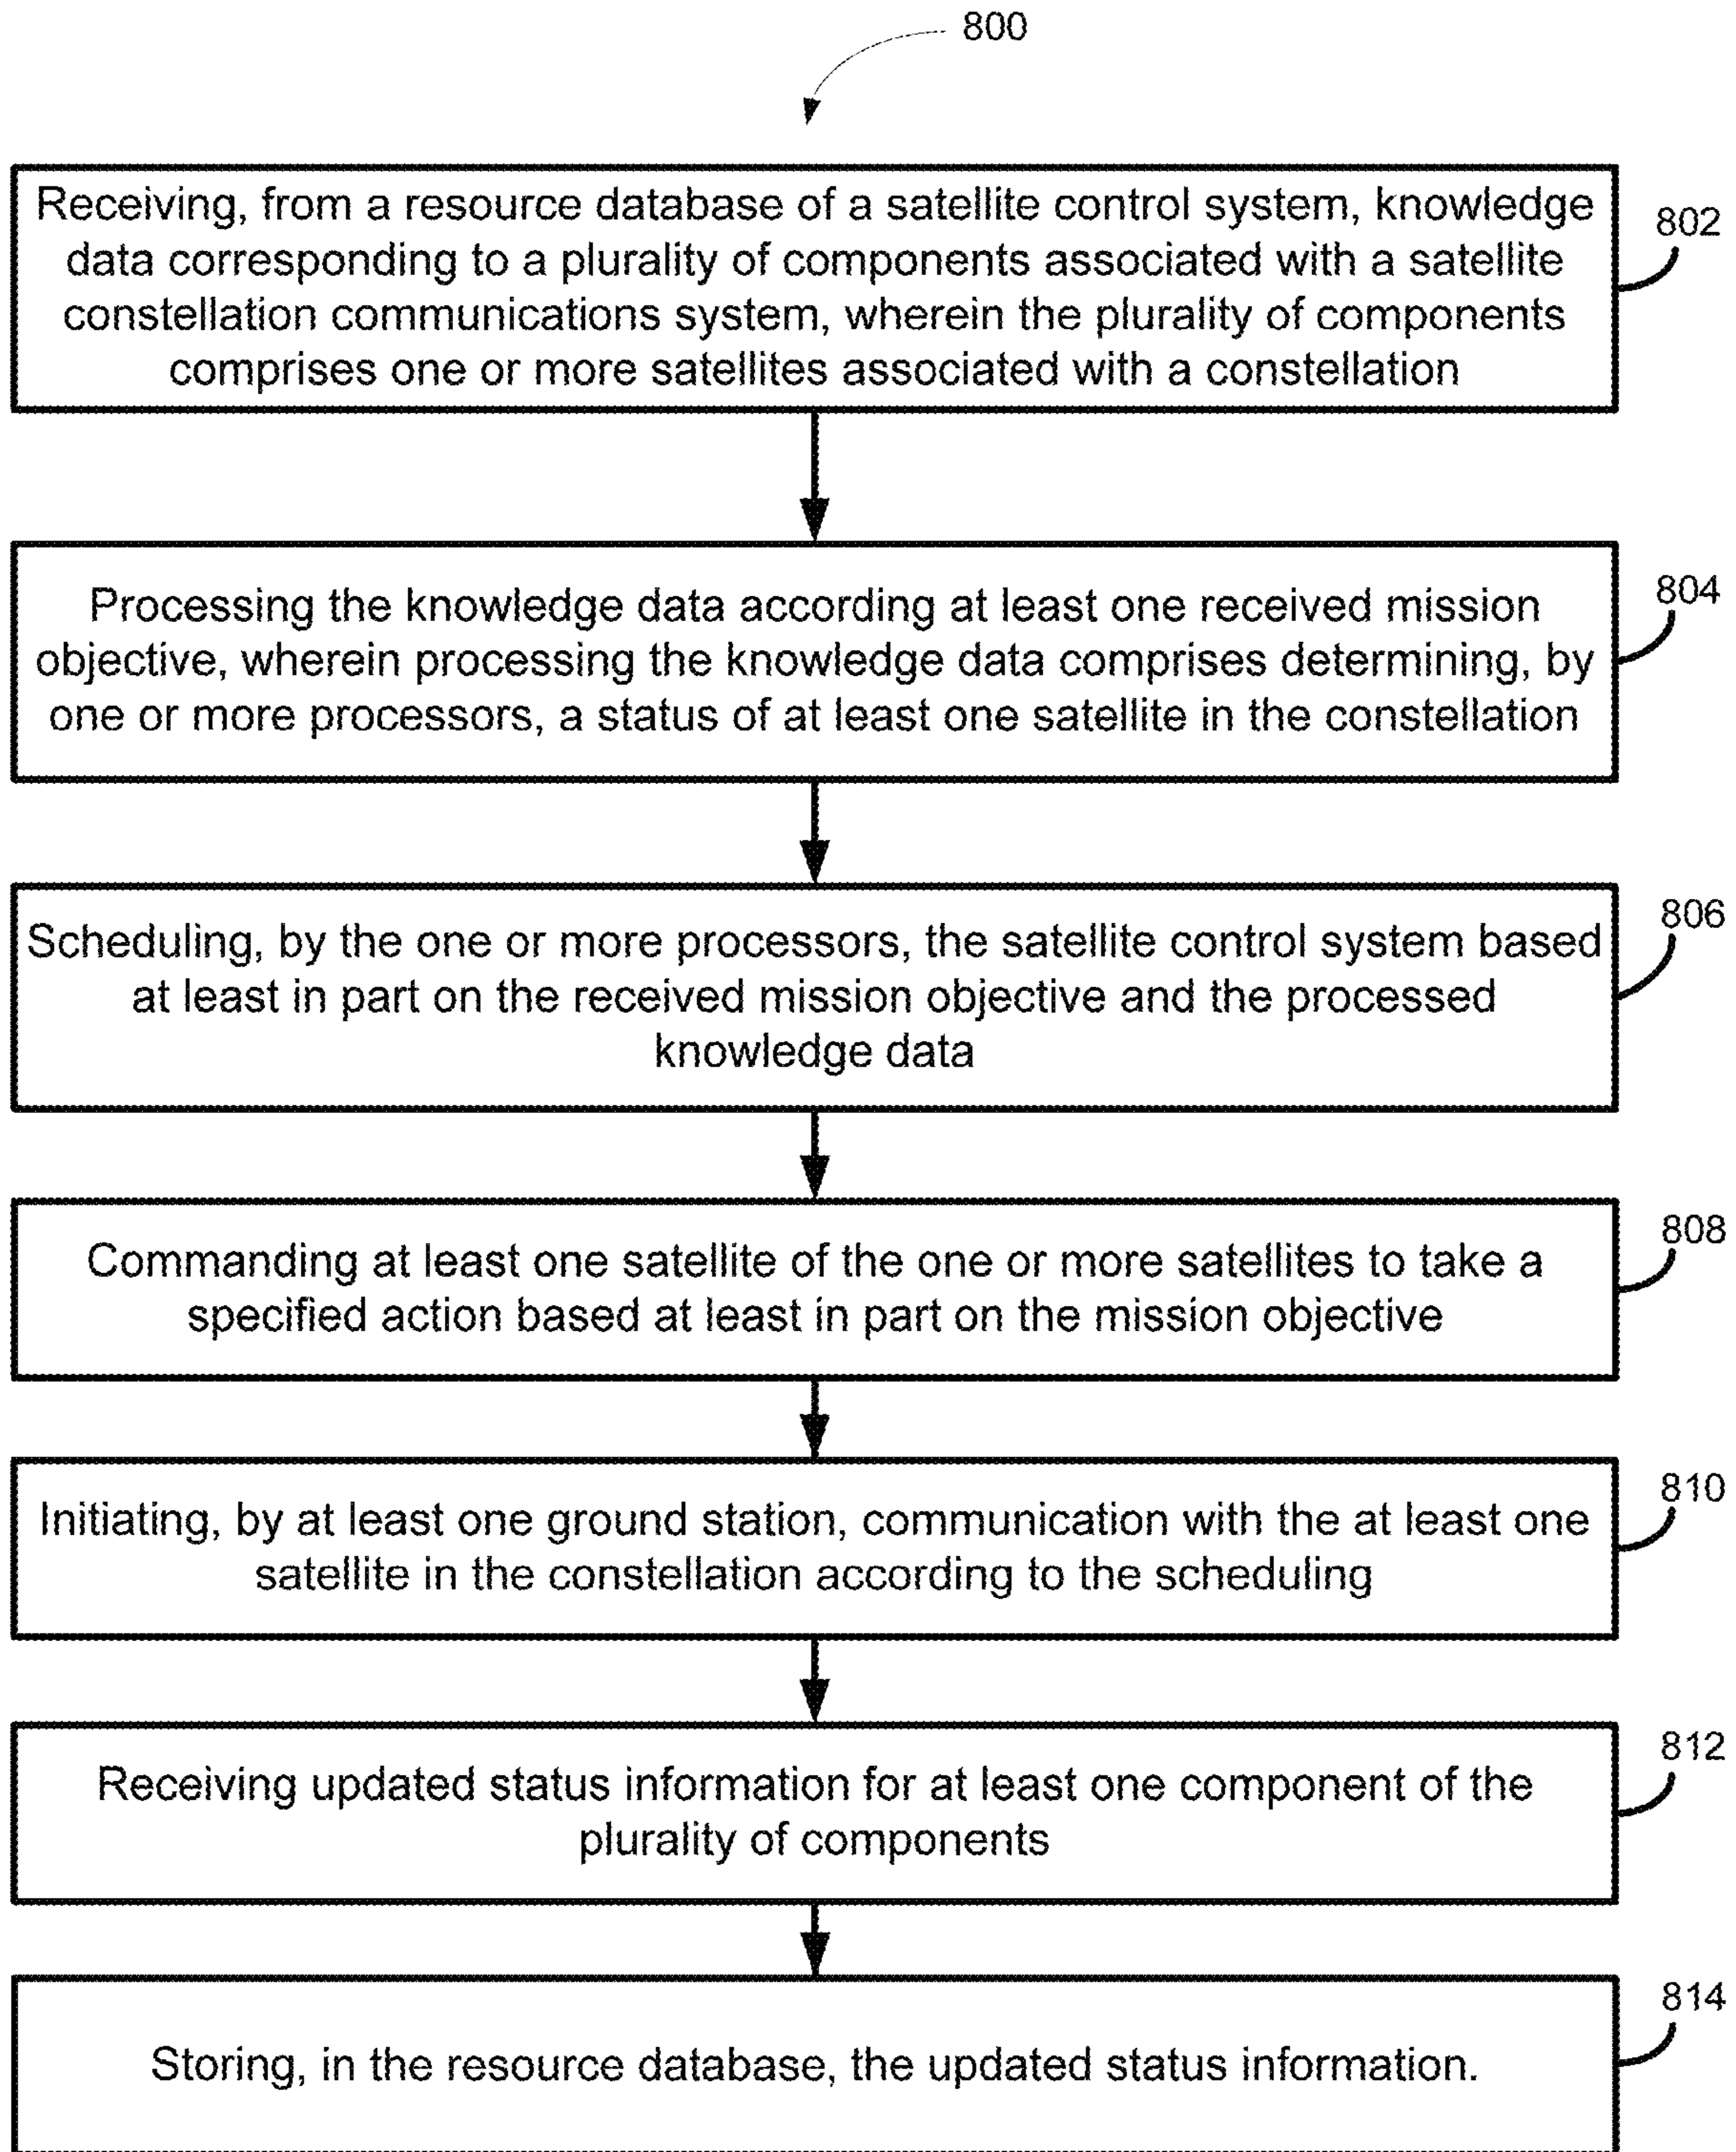 800
Receiving, from a resource database of a satellite control system, knowledge
data corresponding to a plurality of components associated with a satellite
constellation communications system, wherein the plurality of components
comprises one or more satellites associated with a constellation
802
Processing the knowledge data according at least one received mission
objective, wherein processing the knowledge data comprises determining, by
one or more processors, a status of at least one satellite in the constellation
804
Scheduling, by the one or more processors, the satellite control system based
at least in part on the received mission objective and the processed
knowledge data
806
Commanding at least one satellite of the one or more satellites to take a
specified action based at least in part on the mission objective
808
Initiating, by at least one ground station, communication with the at least one
satellite in the constellation according to the scheduling
810
Receiving updated status information for at least one component of the
plurality of components
812
Storing, in the resource database, the updated status information.
814